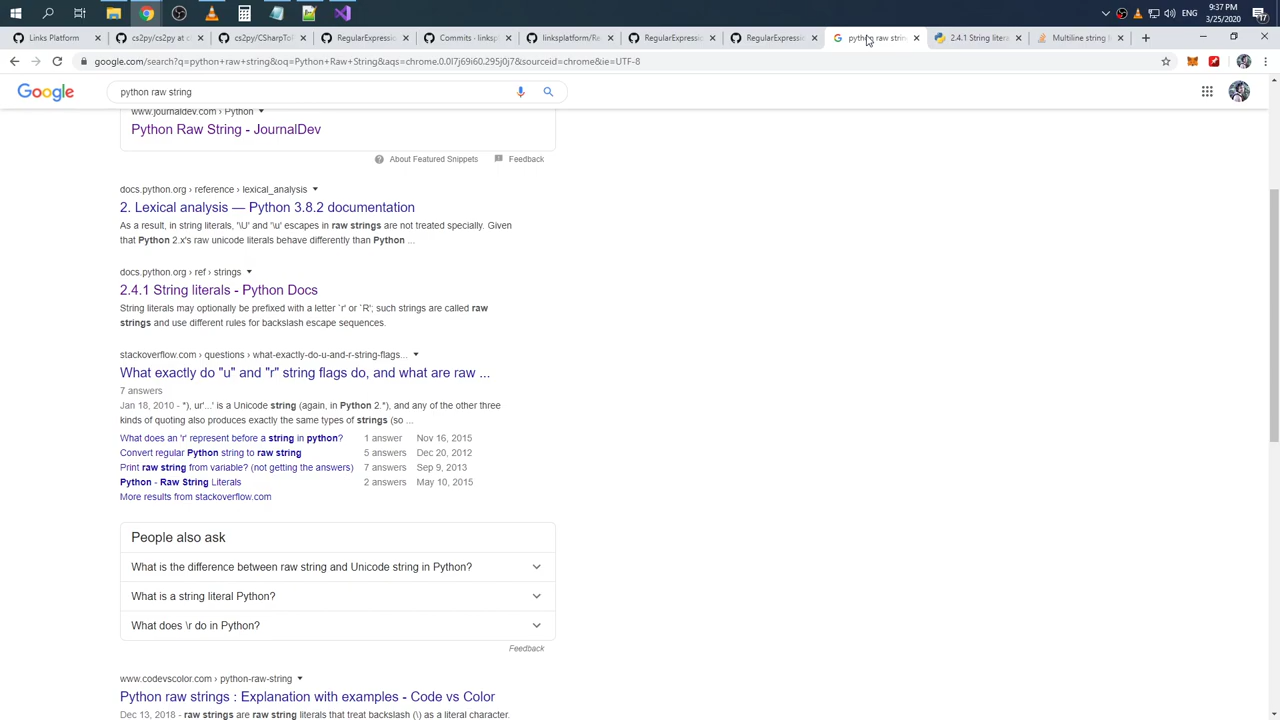 9:37 PM
ENG
3/25/2020
17
Links Platform
cs2py/cs2py at c
cs2py/CSharpToP
RegularExpressio
Commits · linksp
linksplatform/Re
RegularExpressio
RegularExpressio
python raw strin
2.4.1 String litera
Multiline string l
google.com/search?q=python+raw+string&oq=Python+Raw+String&aqs=chrome.0.0l7j69i60.295j0j7&sourceid=chrome&ie=UTF-8
Google
python raw string
www.journaldev.com › Python
Python Raw String - JournalDev
About Featured Snippets
Feedback
docs.python.org › reference › lexical_analysis
2. Lexical analysis — Python 3.8.2 documentation
As a result, in string literals, '\U' and '\u' escapes in raw strings are not treated specially. Given
that Python 2.x's raw unicode literals behave differently than Python ...
docs.python.org › ref › strings
2.4.1 String literals - Python Docs
String literals may optionally be prefixed with a letter `r' or `R'; such strings are called raw
strings and use different rules for backslash escape sequences.
stackoverflow.com › questions › what-exactly-do-u-and-r-string-flags...
What exactly do "u" and "r" string flags do, and what are raw ...
7 answers
Jan 18, 2010 - "), ur'...' is a Unicode string (again, in Python 2.*), and any of the other three
kinds of quoting also produces exactly the same types of strings (so ...
What does an 'r' represent before a string in python? 1 answer Nov 16, 2015
Convert regular Python string to raw string 5 answers Dec 20, 2012
Print raw string from variable? (not getting the answers) 7 answers Sep 9, 2013
Python - Raw String Literals 2 answers May 10, 2015
More results from stackoverflow.com
People also ask
What is the difference between raw string and Unicode string in Python?
What is a string literal Python?
What does \r do in Python?
Feedback
www.codevscolor.com › python-raw-string
Python raw strings : Explanation with examples - Code vs Color
Dec 13, 2018 - raw strings are raw string literals that treat backslash (\) as a literal character.